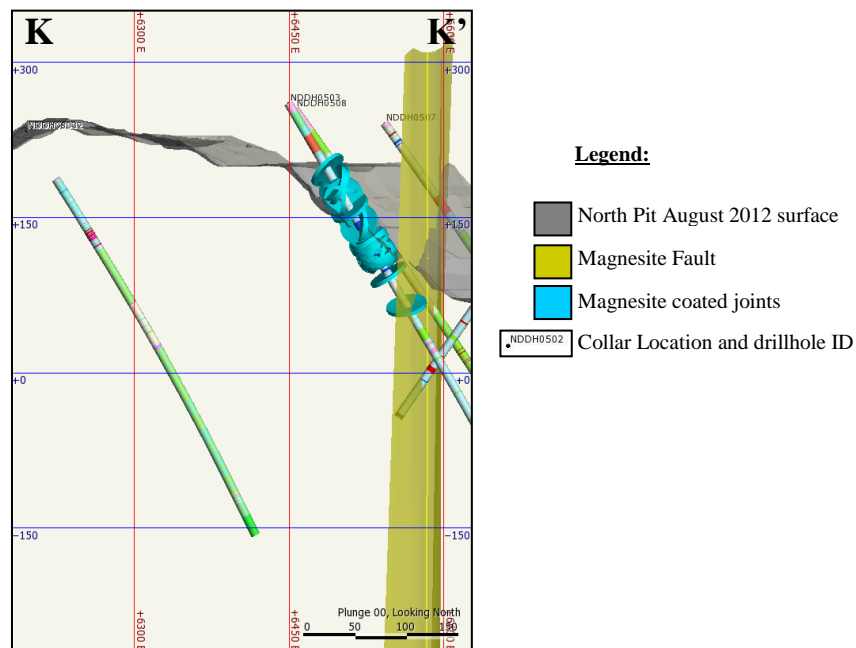 K
K’
+6300 E
+6450 E
+6600 E
+300
+300
NDDH0503
NDDH0508
NDDH0507
+150
+150
+0
+0
-150
-150
+6300 E
+6450 E
Plunge 00, Looking North
0 50 100 150
Legend:
North Pit August 2012 surface
Magnesite Fault
Magnesite coated joints
NDDH0502
Collar Location and drillhole ID